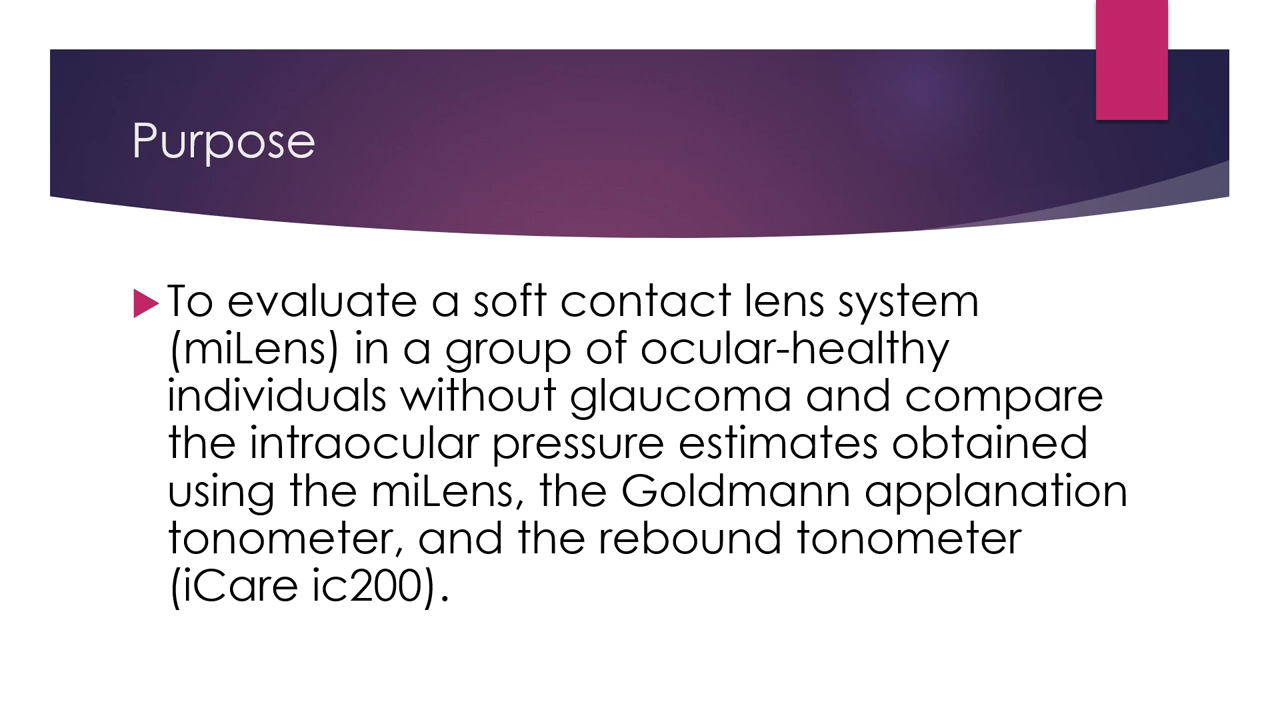 Purpose
To evaluate a soft contact lens system
(miLens) in a group of ocular-healthy
individuals without glaucoma and compare
the intraocular pressure estimates obtained
using the miLens, the Goldmann applanation
tonometer, and the rebound tonometer
(iCare ic200).